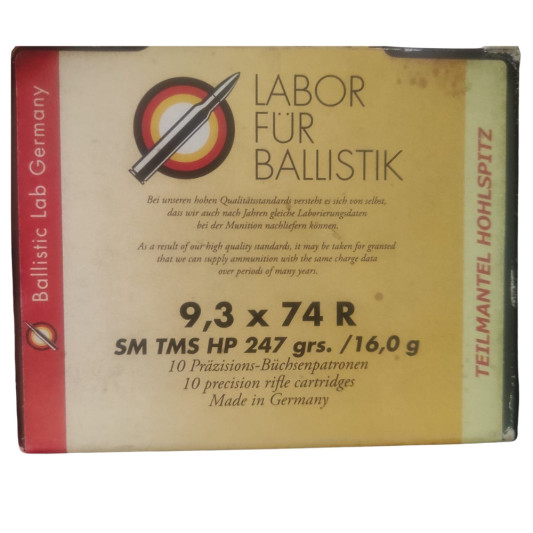 Ballistic Lab Germany
LABOR
FÜR
BALLISTIK
Bei unseren hohen Qualitätsstandards versteht es sich von selbst,
dass wir auch nach Jahren gleiche Laborierungsdaten
bei der Munition nachliefern können.
As a result of our high quality standards, it may be taken for granted
that we can supply ammunition with the same charge data
over periods of many years.
9,3 x 74 R
SM TMS HP 247 grs. /16,0 g
10 Präzisions-Büchsenpatronen
10 precision rifle cartridges
Made in Germany
TEILMANTEL HOHLSPITZ